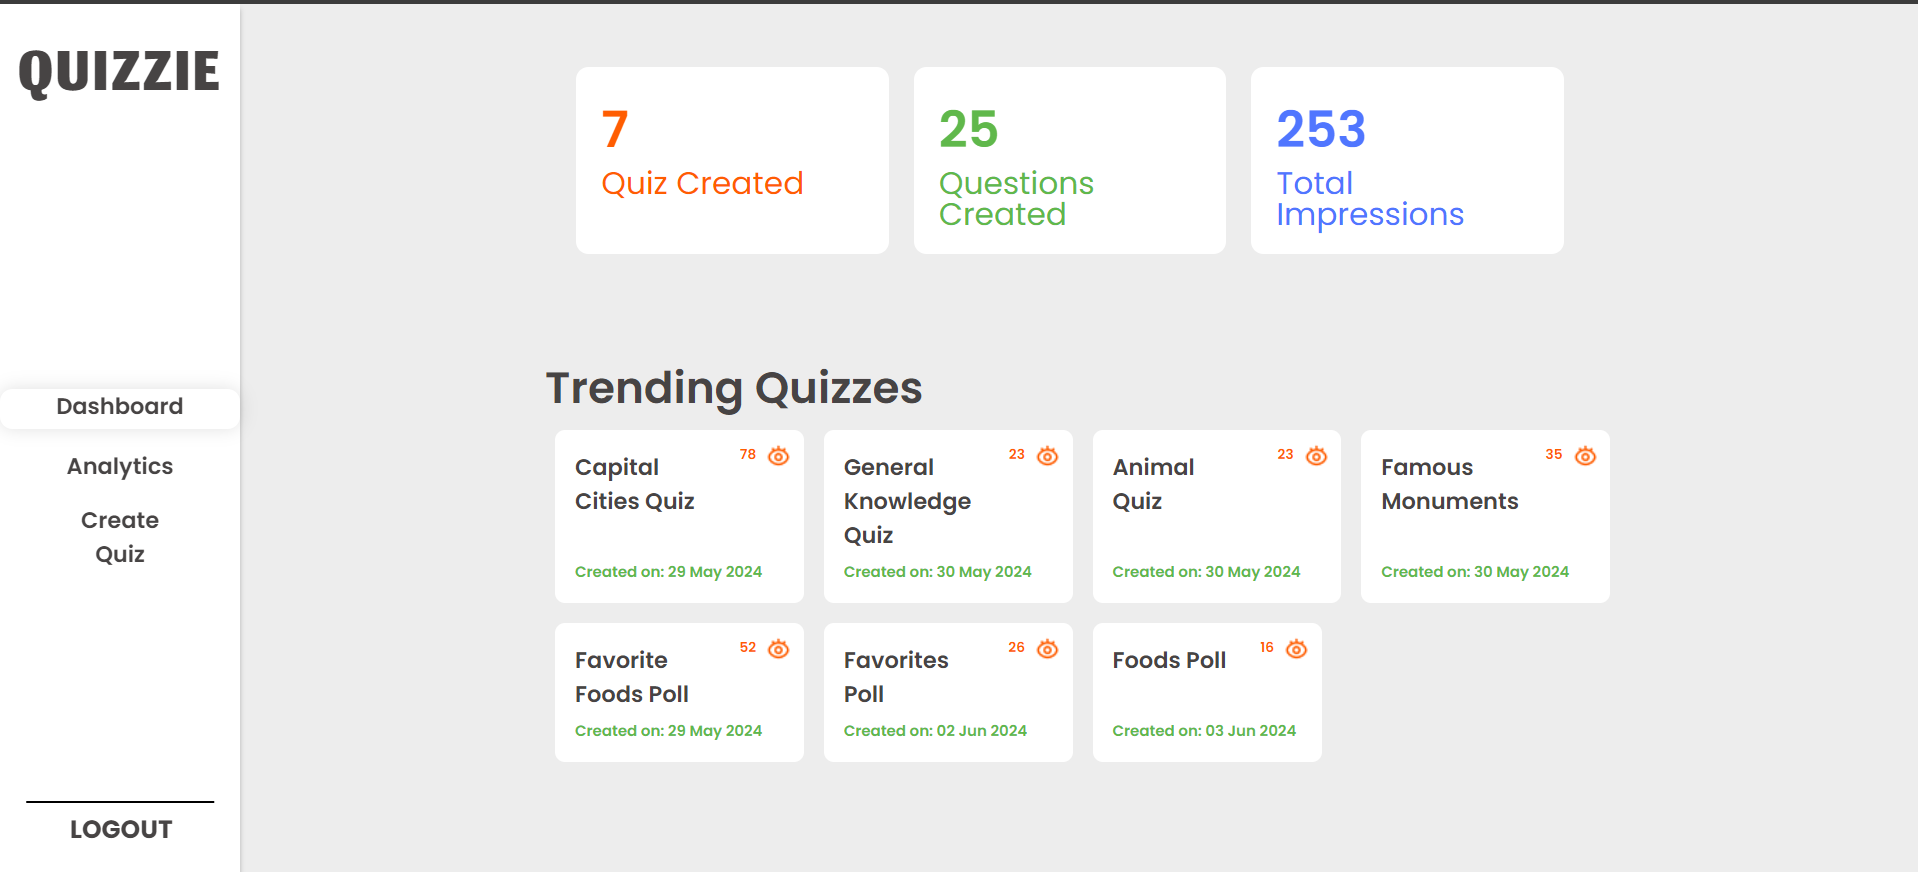 QUIZZIE
Dashboard
Analytics
Create
Quiz
LOGOUT
7
Quiz Created
25
Questions
Created
253
Total
Impressions
Trending Quizzes
78
Capital
Cities Quiz
Created on: 29 May 2024
23
General
Knowledge
Quiz
Created on: 30 May 2024
23
Animal
Quiz
Created on: 30 May 2024
35
Famous
Monuments
Created on: 30 May 2024
52
Favorite
Foods Poll
Created on: 29 May 2024
26
Favorites
Poll
Created on: 02 Jun 2024
16
Foods Poll
Created on: 03 Jun 2024